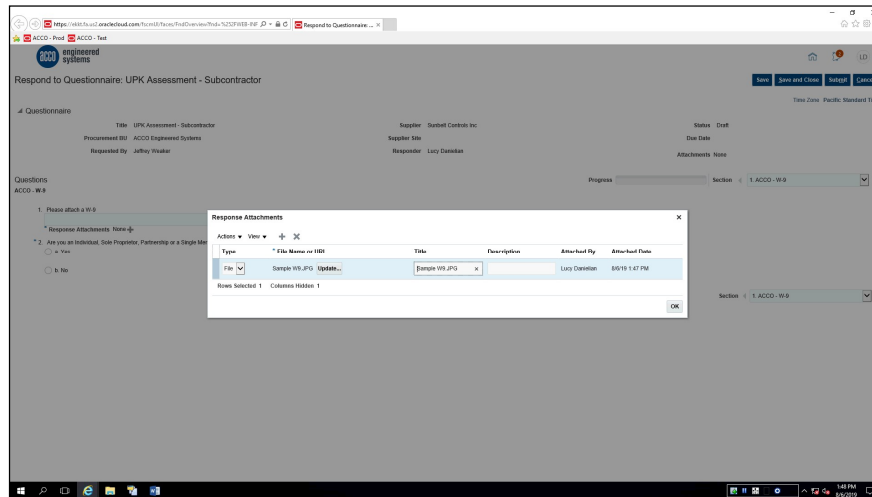 https://ekkt.fa.us2.oraclecloud.com/fscmUI/faces/FndOverview?fnd=%252FWEB-INF
Respond to Questionnaire: ...
ACCO - Prod ACCO - Test
acco engineered systems
2
LD
Respond to Questionnaire: UPK Assessment - Subcontractor
Save Save and Close Submit Cance
Time Zone Pacific Standard Ti
Questionnaire
Title UPK Assessment - Subcontractor Supplier Sunbelt Controls Inc Status Draft
Procurement BU ACCO Engineered Systems Supplier Site Due Date
Requested By Jeffrey Weaker Responder Lucy Danielian Attachments None
Questions Progress Section 1. ACCO - W-9
ACCO - W-9
1. Please attach a W-9
* Response Attachments None
* 2. Are you an Individual, Sole Proprietor, Partnership or a Single Mer
a. Yes
b. No
Response Attachments
Actions View
Type * File Name or URL Title Description Attached By Attached Date
File Sample W9.JPG Update... Sample W9.JPG Lucy Danielian 8/6/19 1:47 PM
Rows Selected 1 Columns Hidden 1
OK
Section 1. ACCO - W-9
1:48 PM
8/6/2019